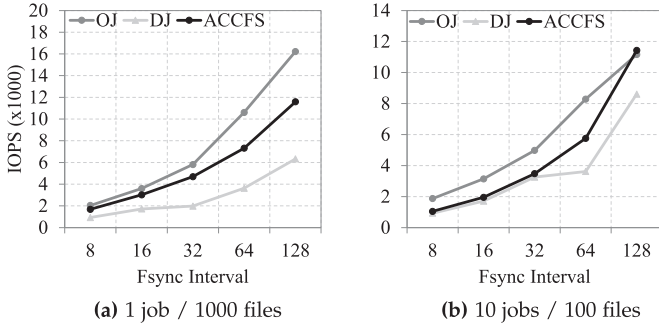 IOPS (x1000)
20
18
16
14
12
10
8
6
4
2
0
OJ DJ ACCFS
8 16 32 64 128
Fsync Interval
(a) 1 job / 1000 files
14
12
10
8
6
4
2
0
OJ DJ ACCFS
8 16 32 64 128
Fsync Interval
(b) 10 jobs / 100 files